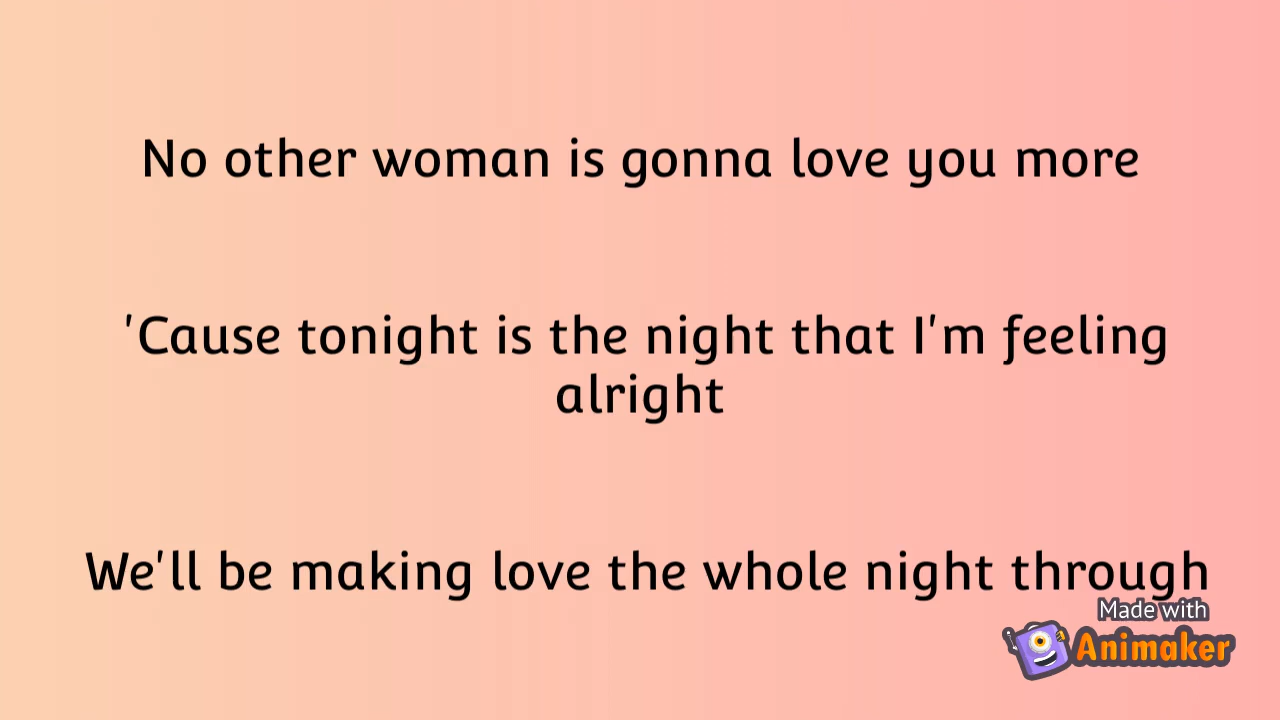 No other woman is gonna love you more
'Cause tonight is the night that I'm feeling
alright
We'll be making love the whole night through
Made with
Animaker